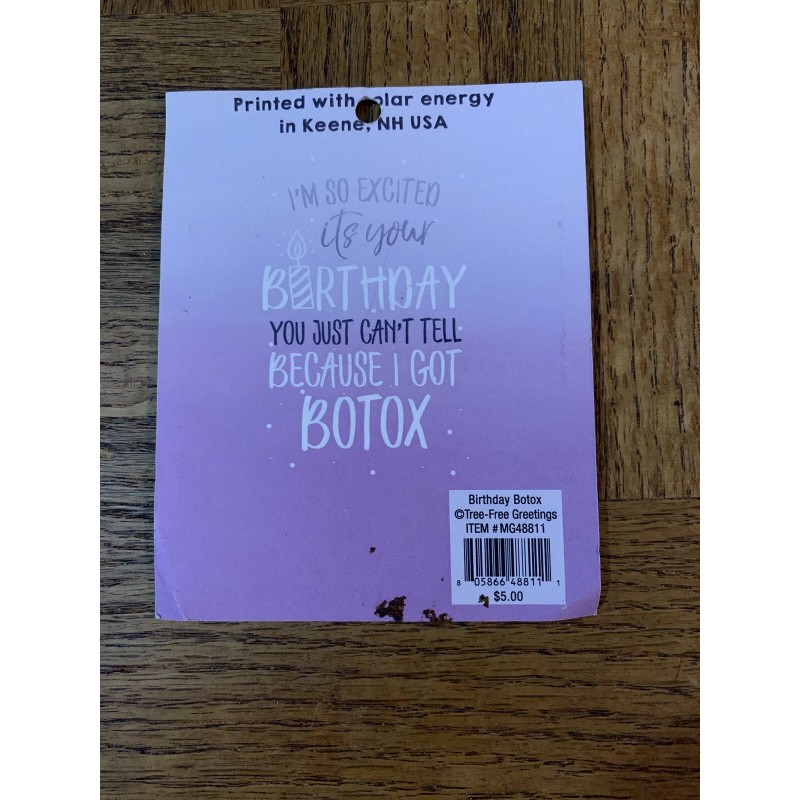 Printed with solar energy
in Keene, NH USA
I'M SO EXCITED
it's your
BIRTHDAY
YOU JUST CAN'T TELL
BECAUSE I GOT
BOTOX
Birthday Botox
©Tree-Free Greetings
ITEM # MG48811
8 05866 48811 1
$5.00